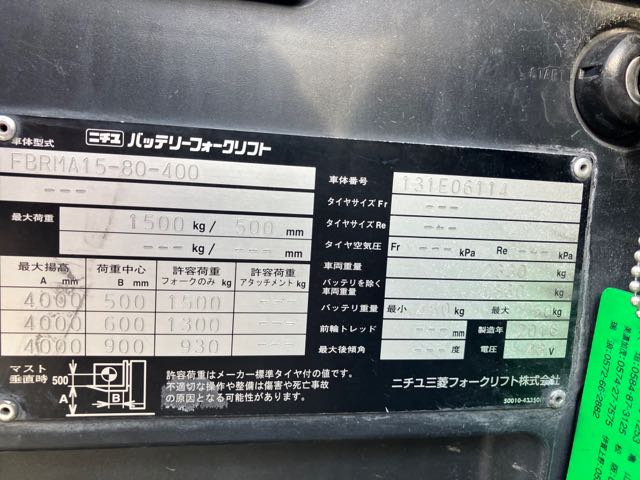 START
ニチユ バッテリーフォークリフト
車体型式
FBRMA15-80-400
---
最大荷重 1500 kg/ 500 mm
--- kg/ --- mm
最大揚高 A mm 荷重中心 B mm 許容荷重 フォークのみ kg 許容荷重 アタッチメント kg
4000 500 1500 ---
4000 600 1300 ---
4000 900 930 ---
マスト垂直時 500
A B
許容荷重はメーカー標準タイヤ付の値です。
不適切な操作や整備は傷害や死亡事故
の原因となる可能性があります。
車体番号 131E06114
タイヤサイズ Fr ---
タイヤサイズ Re ---
タイヤ空気圧 Fr --- kPa Re --- kPa
車両重量 kg
バッテリを除く
車両重量 kg
バッテリ重量 最小 kg 最大 kg
前輪トレッド --- mm 製造年
最大後傾角 --- 度 電圧 V
ニチユ三菱フォークリフト株式会社
50010-43350